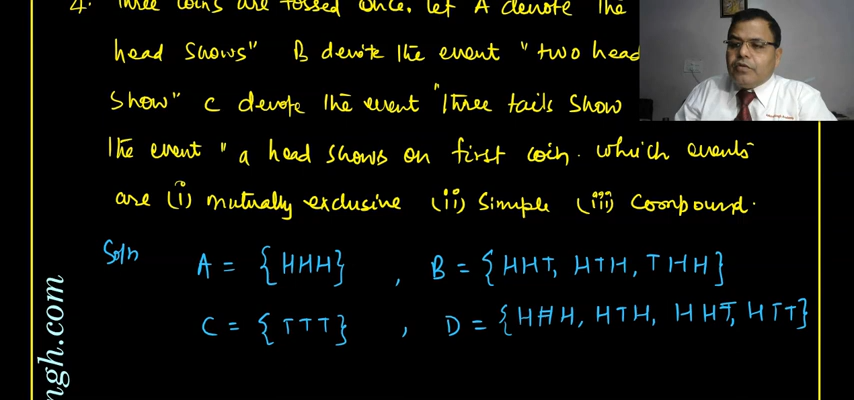 4. Three coins are tossed once. Let A denote the
head shows" B denote the event "two head
show" C denote the event "Three tails show
the event "a head shows on first coin. which events
are (i) mutually exclusive (ii) Simple (iii) Compound.
Soln
A = {HHH} , B = {HHT, HTH, THH}
C = {TTT} , D = {HHH, HTH, HHT, HTT}
ngh.com